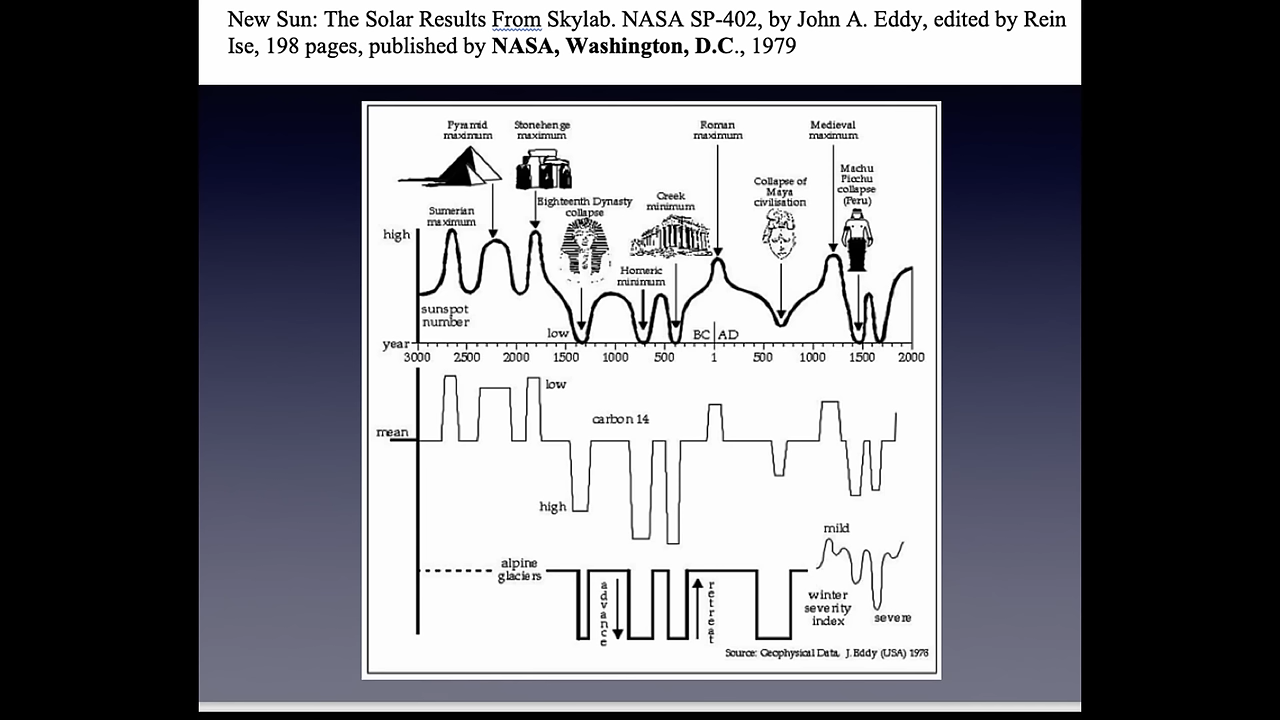 New Sun: The Solar Results From Skylab. NASA SP-402, by John A. Eddy, edited by Rein
Ise, 198 pages, published by NASA, Washington, D.C., 1979
Pyramid
maximum
Stonehenge
maximum
Roman
maximum
Medieval
maximum
Sumerian
maximum
Eighteenth Dynasty
collapse
Creek
minimum
Collapse of
Maya
civilisation
Machu
Picchu
collapse
(Peru)
Homeric
minimum
high
sunspot
number
low
BC AD
year
3000 2500 2000 1500 1000 500 1 500 1000 1500 2000
low
carbon 14
mean
high
mild
alpine
glaciers
advance
retreat
winter
severity
index
severe
Source: Geophysical Data, J. Eddy (USA) 1978